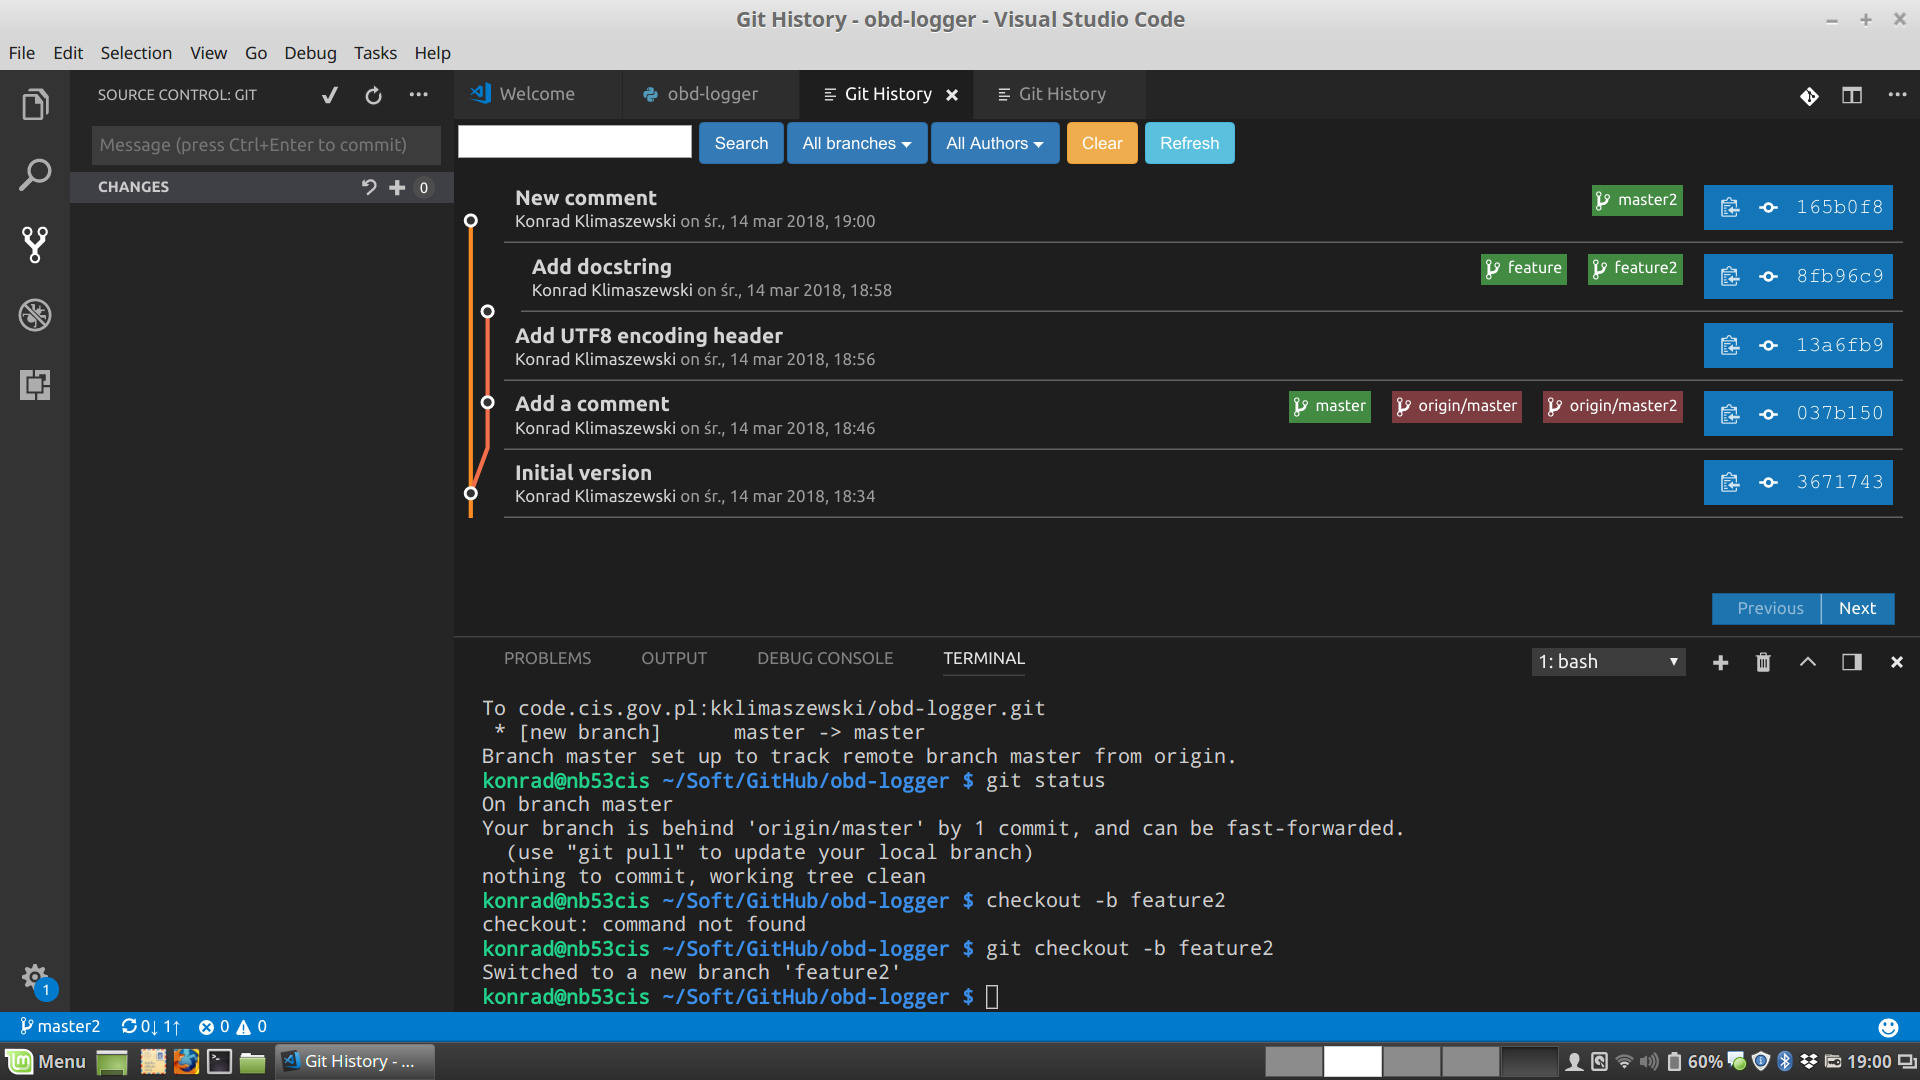 Git History - obd-logger - Visual Studio Code
File Edit Selection View Go Debug Tasks Help
SOURCE CONTROL: GIT
Message (press Ctrl+Enter to commit)
CHANGES 0
Welcome obd-logger Git History Git History
Search All branches All Authors Clear Refresh
New comment master2 165b0f8
Konrad Klimaszewski on śr., 14 mar 2018, 19:00
Add docstring feature feature2 8fb96c9
Konrad Klimaszewski on śr., 14 mar 2018, 18:58
Add UTF8 encoding header 13a6fb9
Konrad Klimaszewski on śr., 14 mar 2018, 18:56
Add a comment master origin/master origin/master2 037b150
Konrad Klimaszewski on śr., 14 mar 2018, 18:46
Initial version 3671743
Konrad Klimaszewski on śr., 14 mar 2018, 18:34
Previous Next
PROBLEMS OUTPUT DEBUG CONSOLE TERMINAL 1: bash
To code.cis.gov.pl:kklimaszewski/obd-logger.git
* [new branch] master -> master
Branch master set up to track remote branch master from origin.
konrad@nb53cis ~/Soft/GitHub/obd-logger $ git status
On branch master
Your branch is behind 'origin/master' by 1 commit, and can be fast-forwarded.
(use "git pull" to update your local branch)
nothing to commit, working tree clean
konrad@nb53cis ~/Soft/GitHub/obd-logger $ checkout -b feature2
checkout: command not found
konrad@nb53cis ~/Soft/GitHub/obd-logger $ git checkout -b feature2
Switched to a new branch 'feature2'
konrad@nb53cis ~/Soft/GitHub/obd-logger $
1
master2 0↓ 1↑ 0 0
Menu Git History - ... 60% 19:00